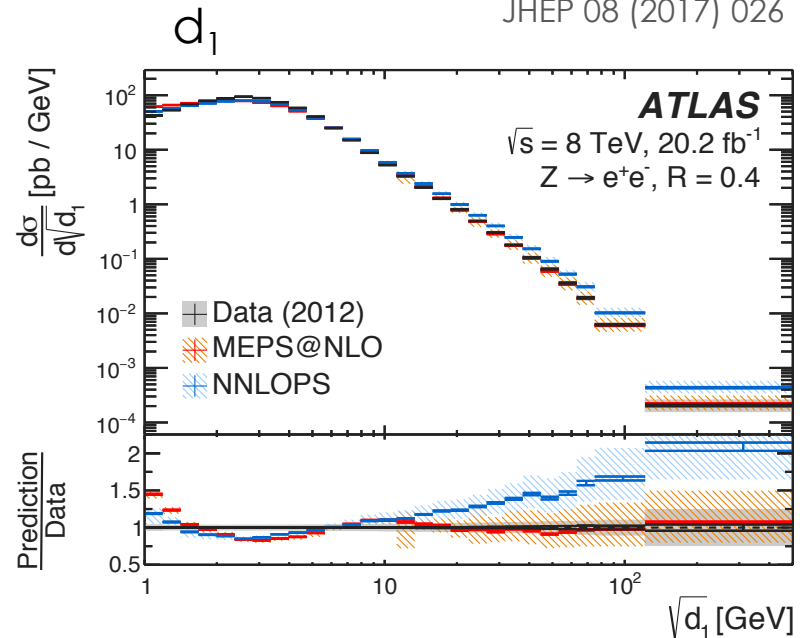 JHEP 08 (2017) 026
d₁
ATLAS
√s = 8 TeV, 20.2 fb⁻¹
Z → e⁺e⁻, R = 0.4
dσ/d√d₁ [pb / GeV]
10²
10
1
10⁻¹
10⁻²
10⁻³
10⁻⁴
Data (2012)
MEPS@NLO
NNLOPS
Prediction
Data
2
1.5
1
0.5
1 10 10²
√d₁ [GeV]